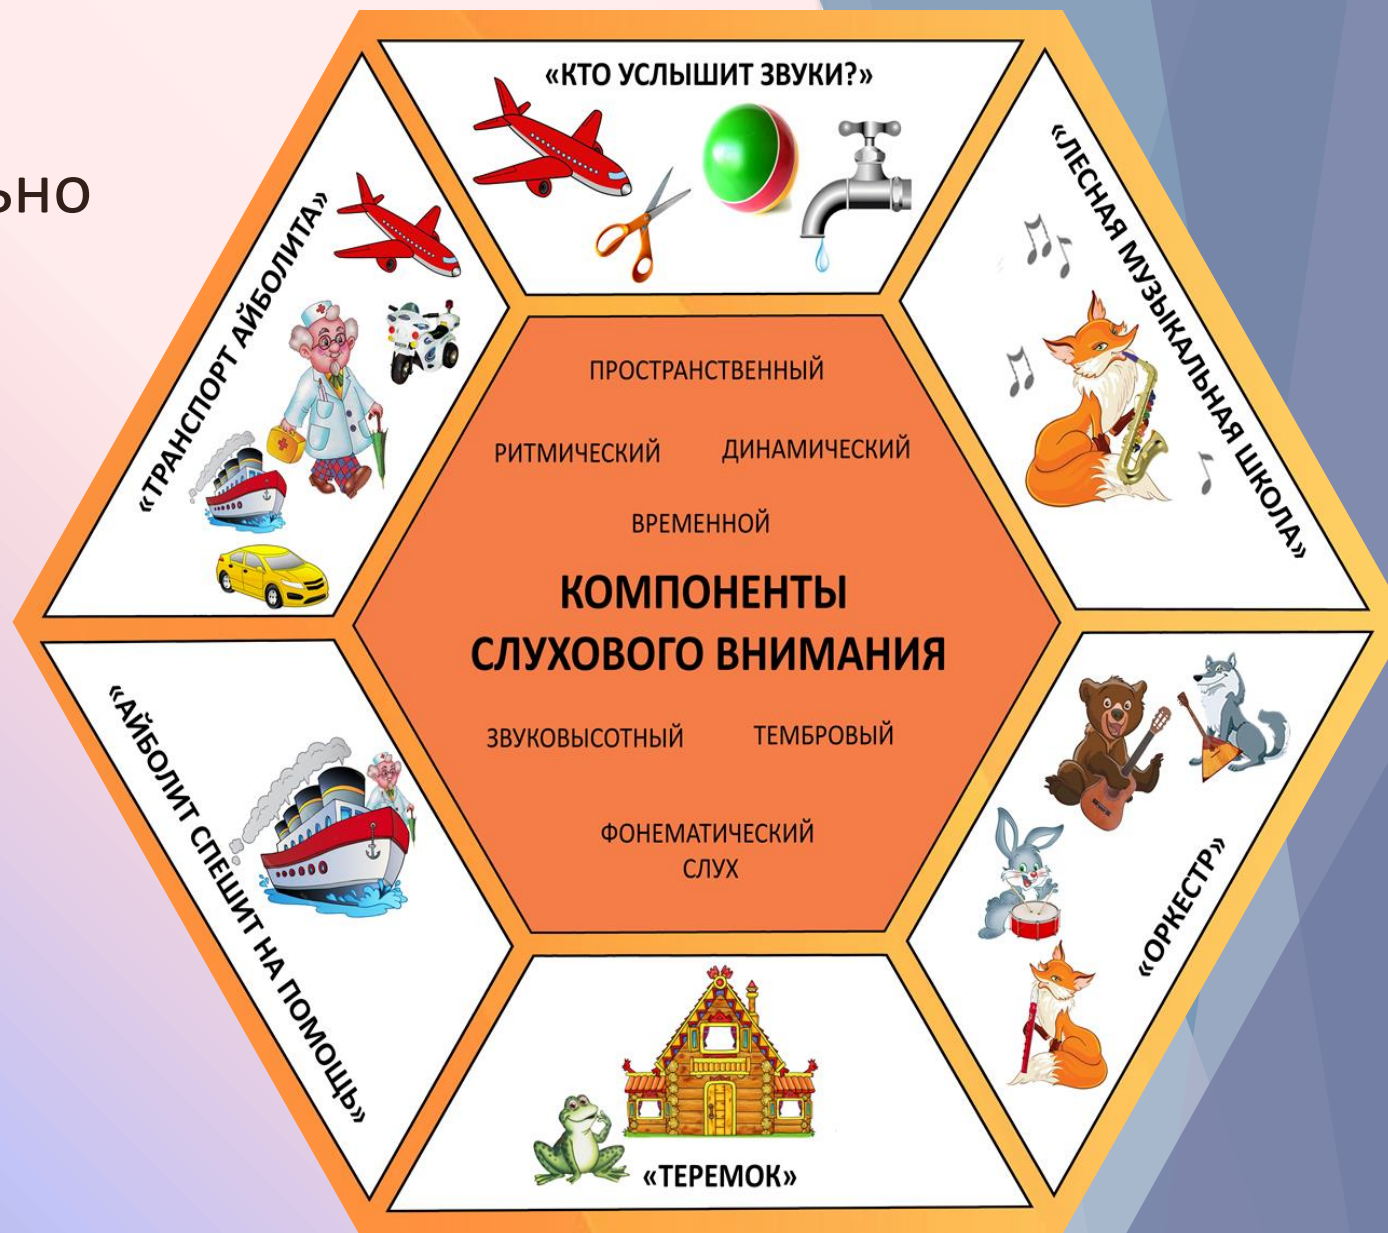 ьно
«КТО УСЛЫШИТ ЗВУКИ?»
«ТРАНСПОРТ АЙБОЛИТА»
«ЛЕСНАЯ МУЗЫКАЛЬНАЯ ШКОЛА»
ПРОСТРАНСТВЕННЫЙ
РИТМИЧЕСКИЙ
ДИНАМИЧЕСКИЙ
ВРЕМЕННОЙ
КОМПОНЕНТЫ
СЛУХОВОГО ВНИМАНИЯ
ЗВУКОВЫСОТНЫЙ
ТЕМБРОВЫЙ
ФОНЕМАТИЧЕСКИЙ
СЛУХ
«АЙБОЛИТ СПЕШИТ НА ПОМОЩЬ»
«ОРКЕСТР»
«ТЕРЕМОК»